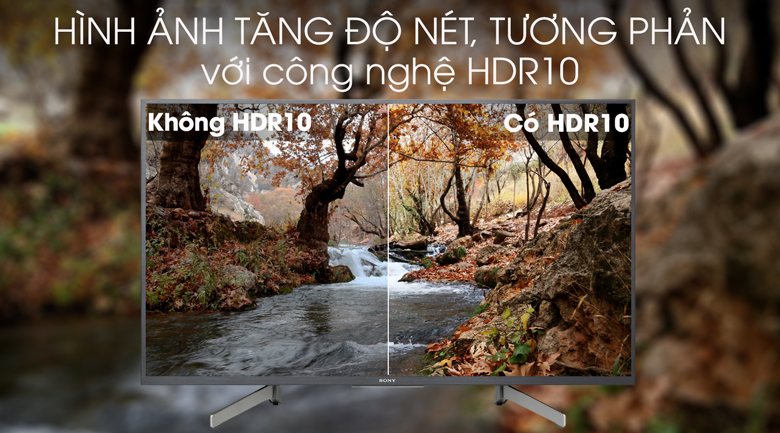 HÌNH ẢNH TĂNG ĐỘ NÉT, TƯƠNG PHẢN
với công nghệ HDR10
Không HDR10
Có HDR10
SONY